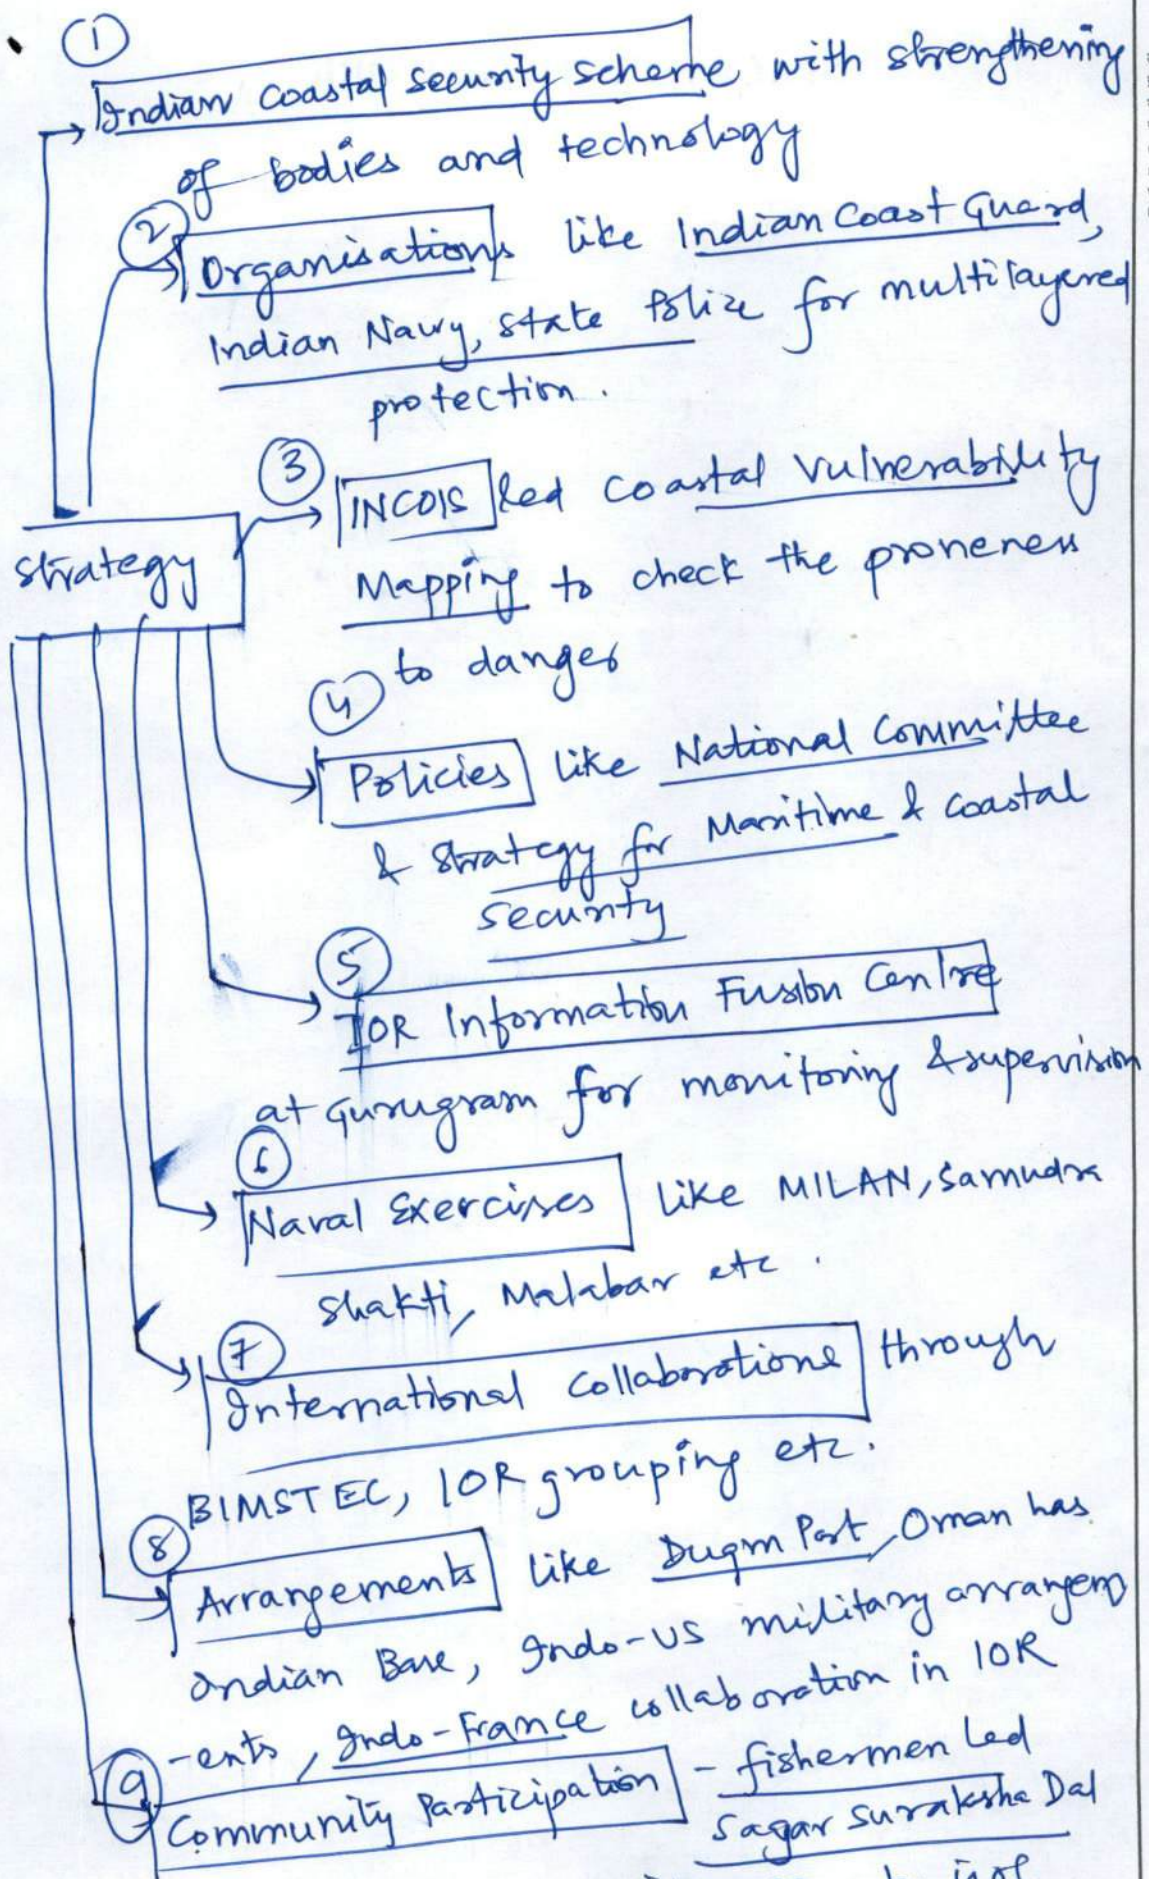 ①
Indian coastal security scheme with strengthening
of bodies and technology
②
Organisations like Indian Coast Guard,
Indian Navy, state Police for multilayered
protection.
③
INCOIS led Coastal Vulnerability
Mapping to check the proneness
to danger
Strategy
④
Policies like National Committee
& Strategy for Maritime & Coastal
security
⑤
IOR Information Fusion Centre
at Gurugram for monitoring & supervision
⑥
Naval Exercises like MILAN, Samudra
Shakti, Malabar etc.
⑦
International Collaborations through
BIMSTEC, IOR grouping etc.
⑧
Arrangements like Duqm Port, Oman has
Indian Base, Indo-US military arrangem
-ents, Indo-France collaboration in IOR
⑨
Community Participation - fishermen led
Sagar Suraksha Dal